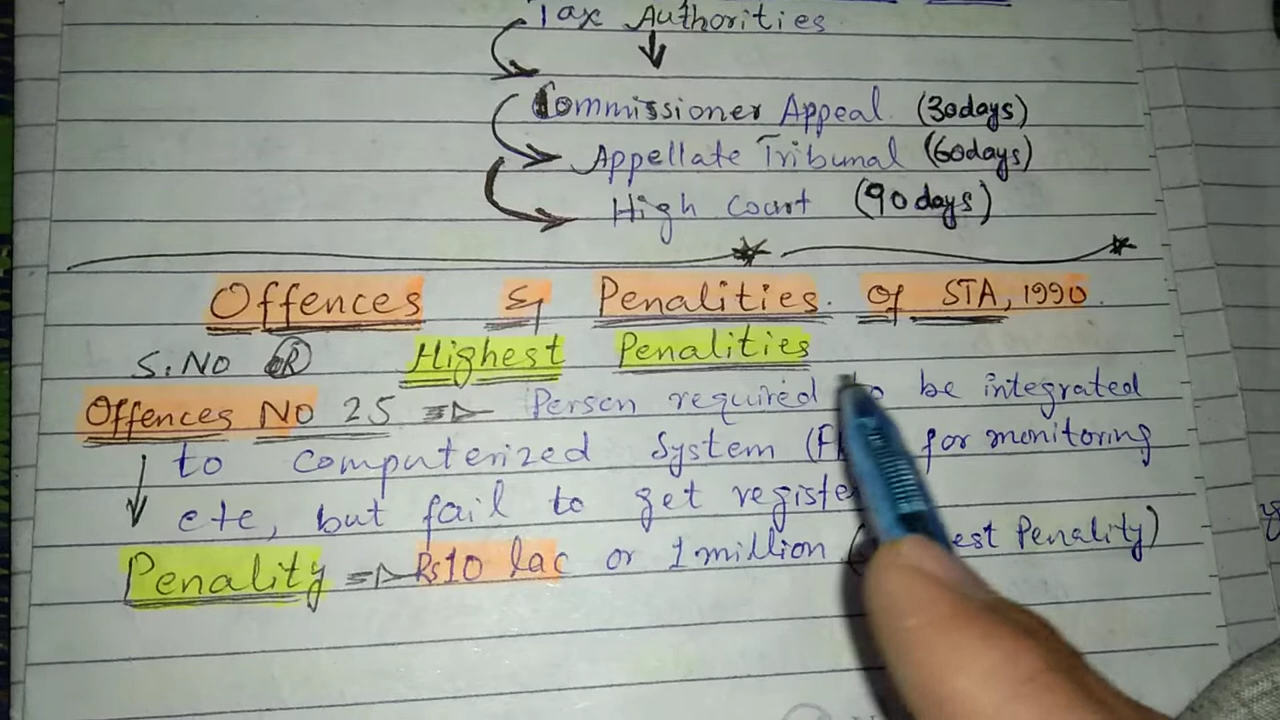 Tax Authorities
Commissioner Appeal (30days)
Appellate Tribunal (60days)
High Court (90 days)
Offences & Penalities. Of STA, 1990.
S.NO OR Highest Penalities
Offences NO 25 ⇒ Person required to be integrated
to computerized System ( for monitoring
etc, but fail to get
Penality ⇒ Rs10 lac or 1 million ( Penality)